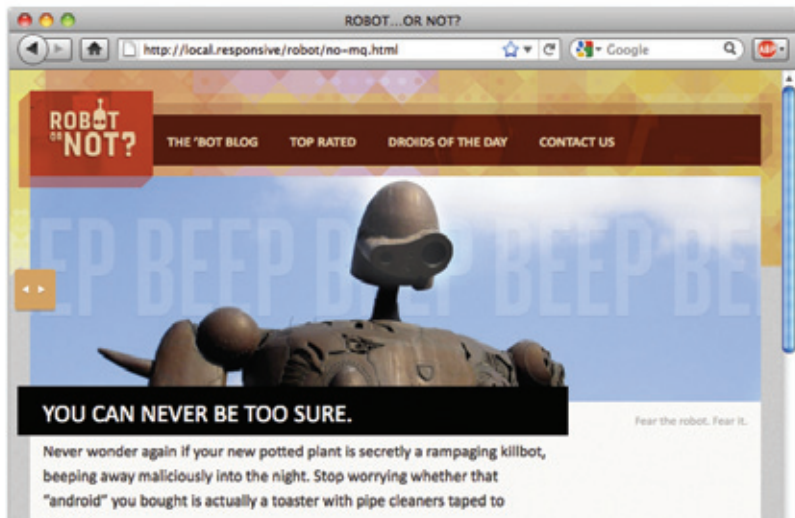 ROBOT...OR NOT?
http://local.responsive/robot/no-mq.html
Google
ABP
ROBOT
OR NOT?
THE 'BOT BLOG TOP RATED DROIDS OF THE DAY CONTACT US
EEP BEEP B EEP BEEP BEEP
YOU CAN NEVER BE TOO SURE.
Fear the robot. Fear it.
Never wonder again if your new potted plant is secretly a rampaging killbot,
beeping away maliciously into the night. Stop worrying whether that
"android" you bought is actually a toaster with pipe cleaners taped to